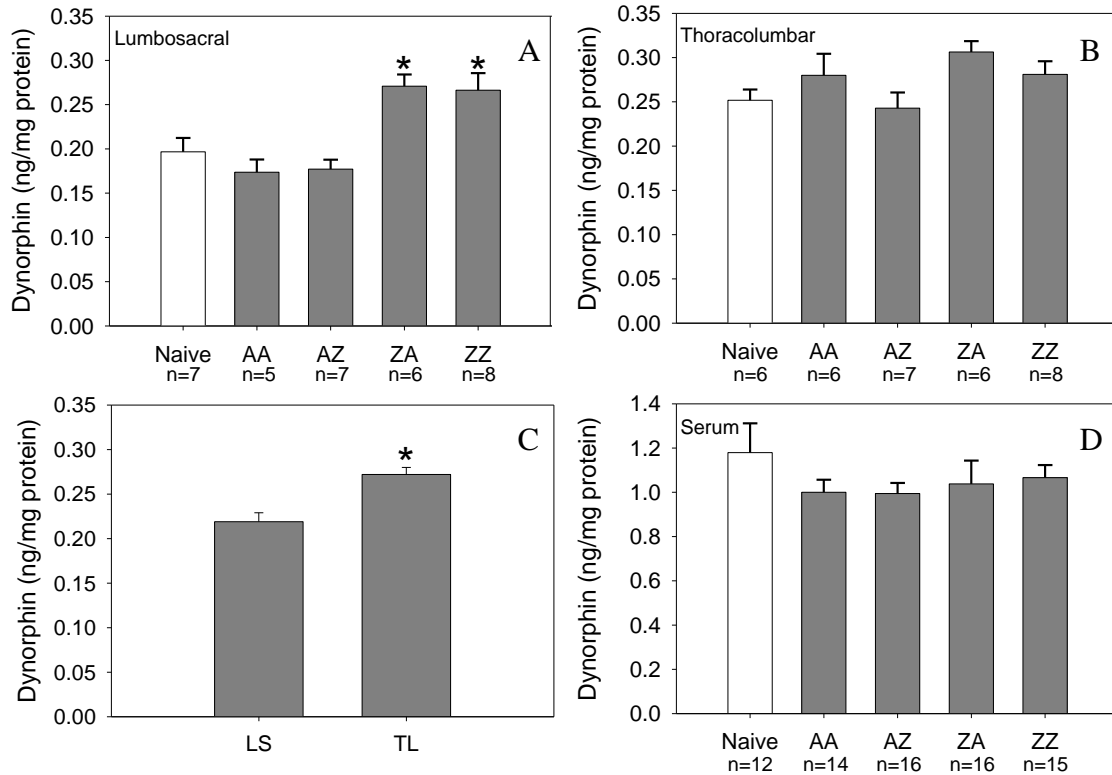 Dynorphin (ng/mg protein)
0.35
0.30
0.25
0.20
0.15
0.10
0.05
0.00
Lumbosacral
A
*
*
Naive AA AZ ZA ZZ
n=7 n=5 n=7 n=6 n=8
Dynorphin (ng/mg protein)
0.35
0.30
0.25
0.20
0.15
0.10
0.05
0.00
Thoracolumbar
B
Naive AA AZ ZA ZZ
n=6 n=6 n=7 n=6 n=8
Dynorphin (ng/mg protein)
0.35
0.30
0.25
0.20
0.15
0.10
0.05
0.00
C
*
LS TL
Dynorphin (ng/mg protein)
1.4
1.2
1.0
0.8
0.6
0.4
0.2
0.0
Serum
D
Naive AA AZ ZA ZZ
n=12 n=14 n=16 n=16 n=15